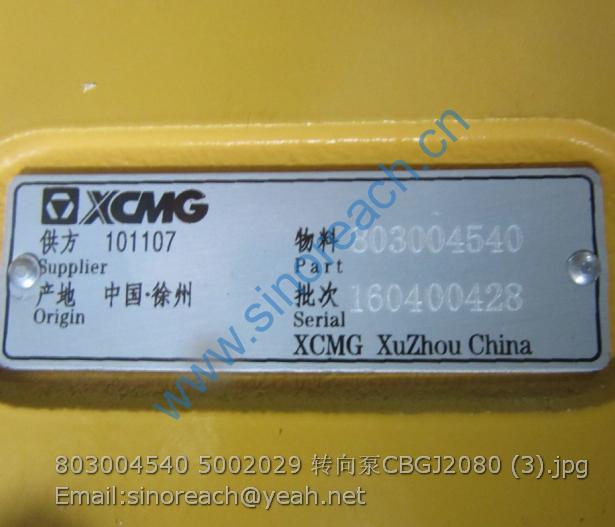 XCMG
供方 101107
Supplier
产地 中国·徐州
Origin
物料 803004540
Part
批次 160400428
Serial
XCMG XuZhou China
www.sinoreach.cn
803004540 5002029 转向泵CBGJ2080 (3).jpg
Email:sinoreach@yeah.net